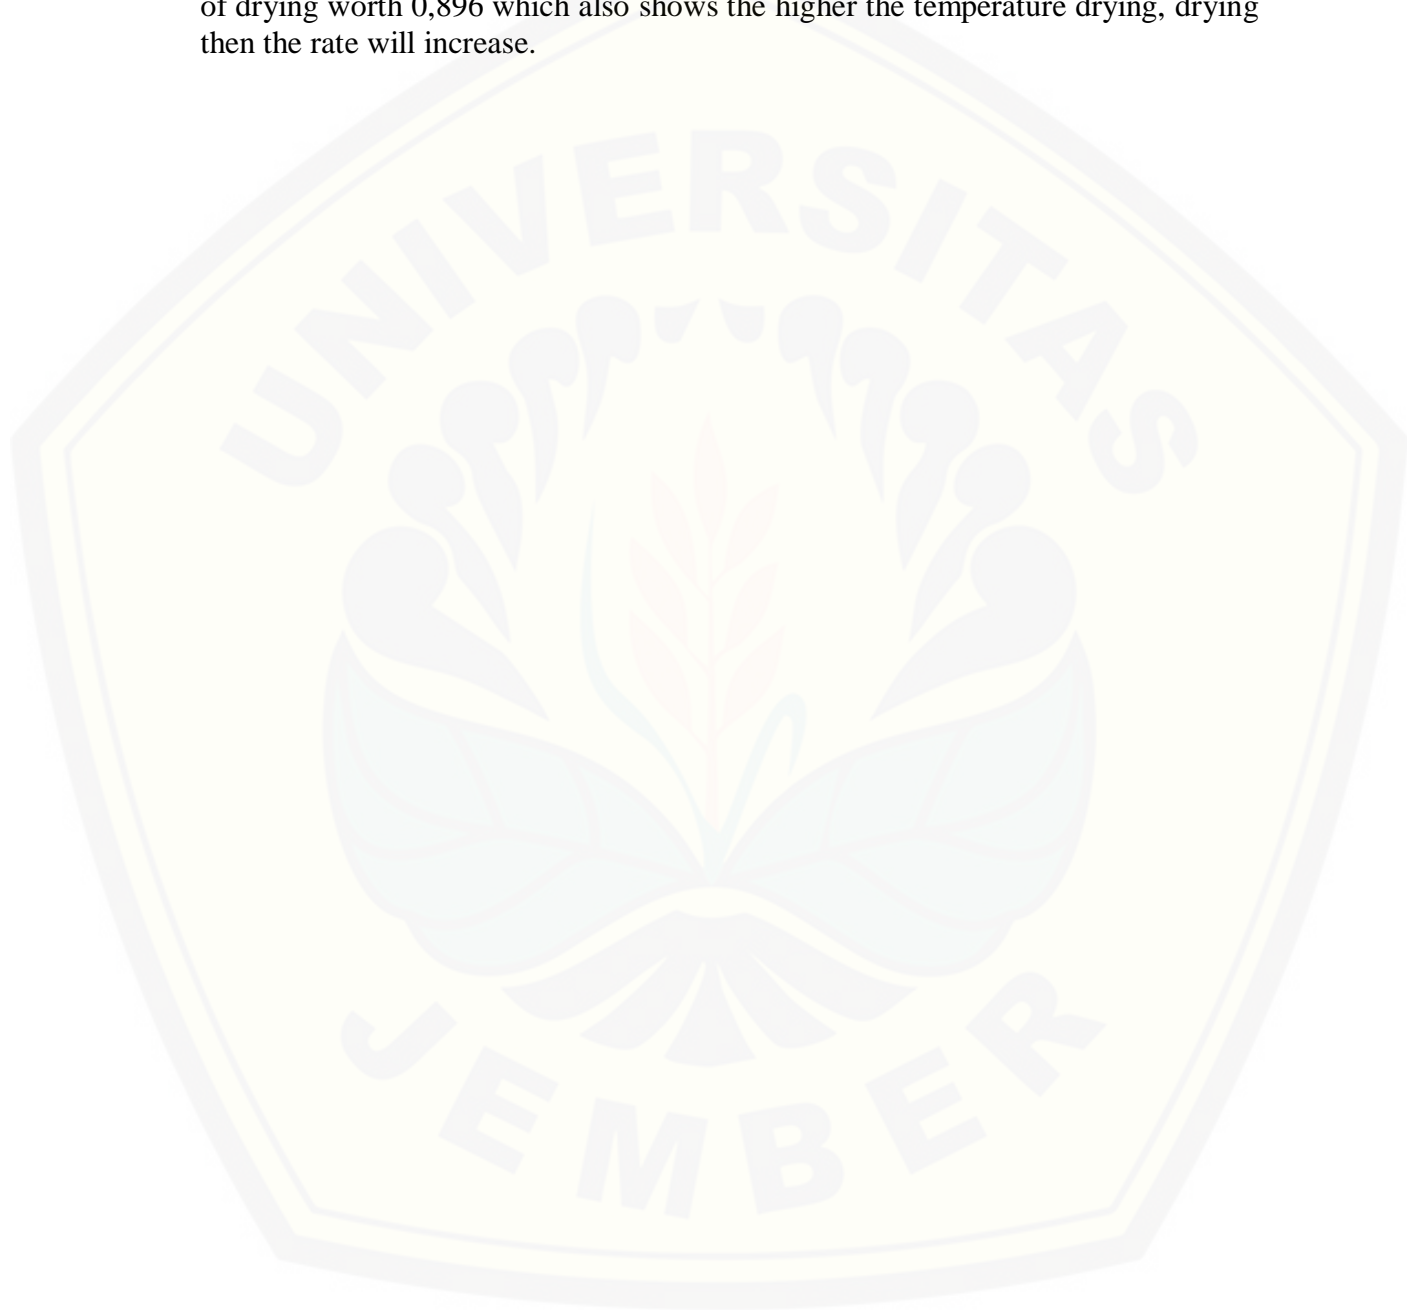 of drying worth 0,896 which also shows the higher the temperature drying, drying
then the rate will increase.
UNIVERSITAS
JEMBER